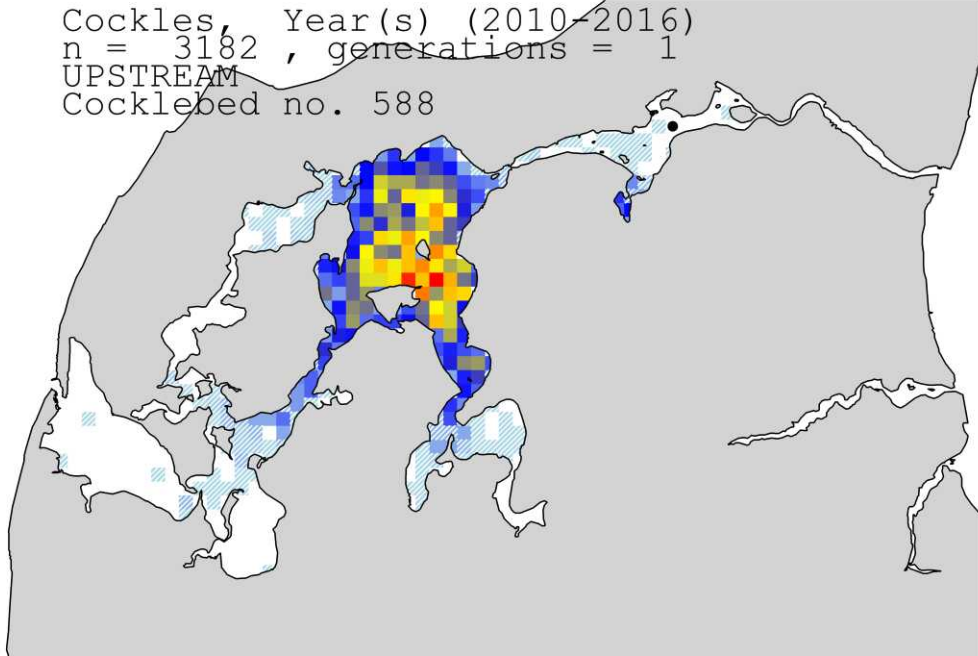 Cockles,   Year(s) (2010-2016)
n =   3182 , generations =  1
UPSTREAM
Cocklebed no. 588